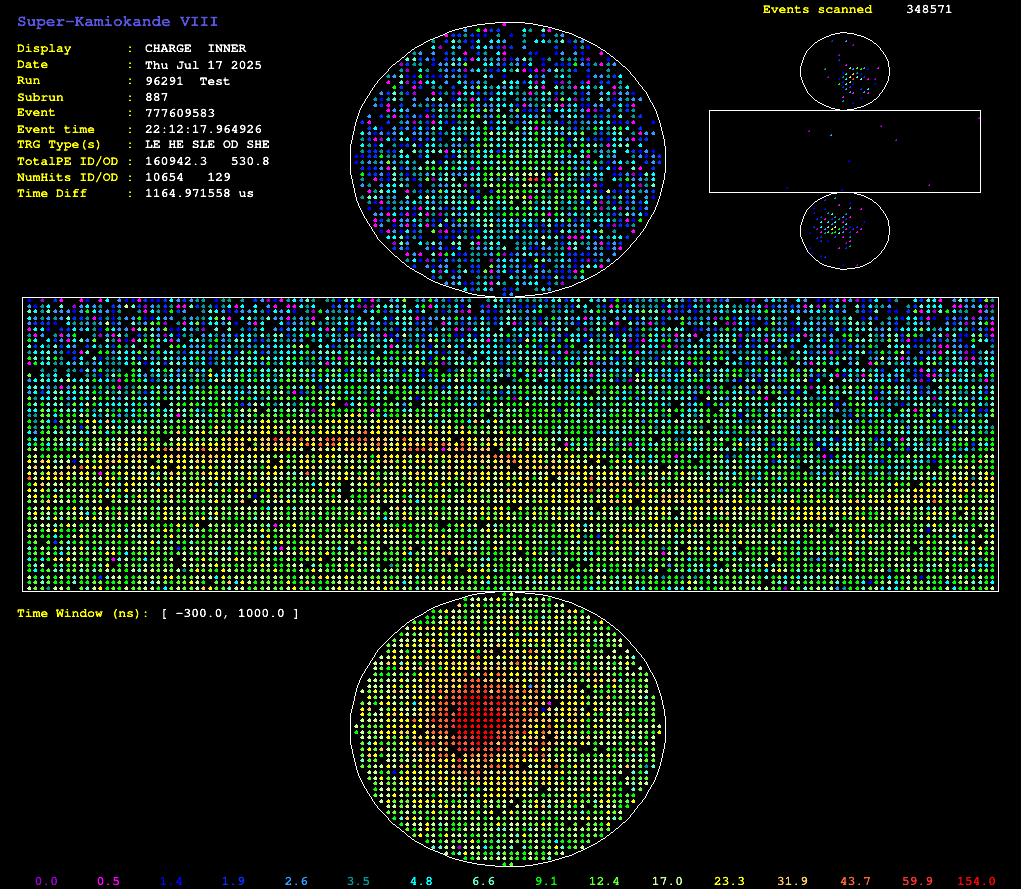 Super-Kamiokande VIII
Events scanned 348571
Display : CHARGE INNER
Date : Thu Jul 17 2025
Run : 96291 Test
Subrun : 887
Event : 777609583
Event time : 22:12:17.964926
TRG Type(s) : LE HE SLE OD SHE
TotalPE ID/OD : 160942.3 530.8
NumHits ID/OD : 10654 129
Time Diff : 1164.971558 us
Time Window (ns): [ -300.0, 1000.0 ]
0.0 0.5 1.4 1.9 2.6 3.5 4.8 6.6 9.1 12.4 17.0 23.3 31.9 43.7 59.9 154.0